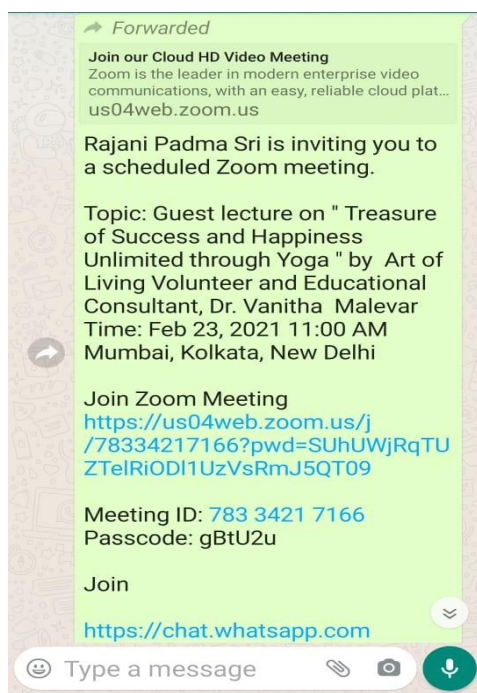 Forwarded
Join our Cloud HD Video Meeting
Zoom is the leader in modern enterprise video
communications, with an easy, reliable cloud plat...
us04web.zoom.us
Rajani Padma Sri is inviting you to
a scheduled Zoom meeting.
Topic: Guest lecture on " Treasure
of Success and Happiness
Unlimited through Yoga " by  Art of
Living Volunteer and Educational
Consultant, Dr. Vanitha  Malevar
Time: Feb 23, 2021 11:00 AM
Mumbai, Kolkata, New Delhi
Join Zoom Meeting
https://us04web.zoom.us/j
/78334217166?pwd=SUhUWjRqTU
ZTelRiODl1UzVsRmJ5QT09
Meeting ID: 783 3421 7166
Passcode: gBtU2u
Join
https://chat.whatsapp.com
Type a message